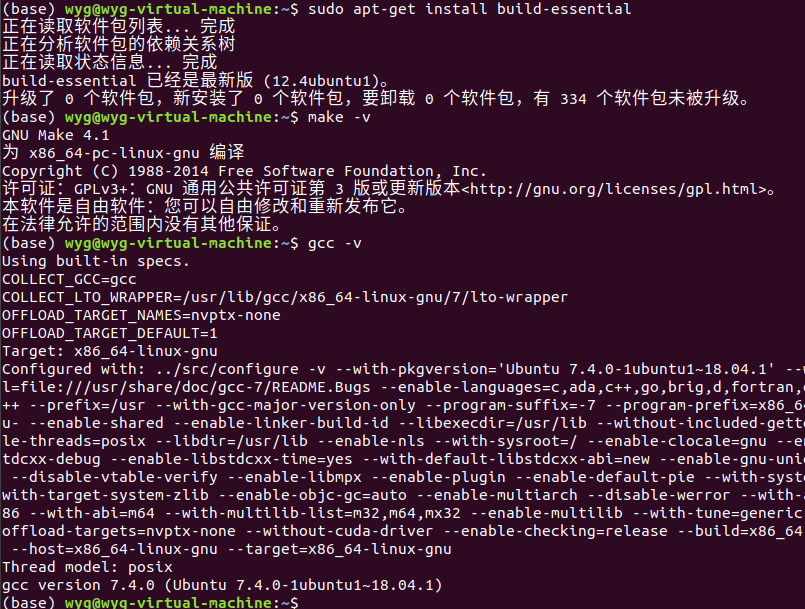 (base) wyg@wyg-virtual-machine:~$ sudo apt-get install build-essential
正在读取软件包列表... 完成
正在分析软件包的依赖关系树
正在读取状态信息... 完成
build-essential 已经是最新版 (12.4ubuntu1)。
升级了 0 个软件包，新安装了 0 个软件包，要卸载 0 个软件包，有 334 个软件包未被升级。
(base) wyg@wyg-virtual-machine:~$ make -v
GNU Make 4.1
为 x86_64-pc-linux-gnu 编译
Copyright (C) 1988-2014 Free Software Foundation, Inc.
许可证：GPLv3+：GNU 通用公共许可证第 3 版或更新版本<http://gnu.org/licenses/gpl.html>。
本软件是自由软件：您可以自由修改和重新发布它。
在法律允许的范围内没有其他保证。
(base) wyg@wyg-virtual-machine:~$ gcc -v
Using built-in specs.
COLLECT_GCC=gcc
COLLECT_LTO_WRAPPER=/usr/lib/gcc/x86_64-linux-gnu/7/lto-wrapper
OFFLOAD_TARGET_NAMES=nvptx-none
OFFLOAD_TARGET_DEFAULT=1
Target: x86_64-linux-gnu
Configured with: ../src/configure -v --with-pkgversion='Ubuntu 7.4.0-1ubuntu1~18.04.1' --
l=file:///usr/share/doc/gcc-7/README.Bugs --enable-languages=c,ada,c++,go,brig,d,fortran,
++ --prefix=/usr --with-gcc-major-version-only --program-suffix=-7 --program-prefix=x86_6
u- --enable-shared --enable-linker-build-id --libexecdir=/usr/lib --without-included-gett
le-threads=posix --libdir=/usr/lib --enable-nls --with-sysroot=/ --enable-clocale=gnu --e
tdcxx-debug --enable-libstdcxx-time=yes --with-default-libstdcxx-abi=new --enable-gnu-uni
--disable-vtable-verify --enable-libmpx --enable-plugin --enable-default-pie --with-syst
with-target-system-zlib --enable-objc-gc=auto --enable-multiarch --disable-werror --with-
86 --with-abi=m64 --with-multilib-list=m32,m64,mx32 --enable-multilib --with-tune=generic
offload-targets=nvptx-none --without-cuda-driver --enable-checking=release --build=x86_64
--host=x86_64-linux-gnu --target=x86_64-linux-gnu
Thread model: posix
gcc version 7.4.0 (Ubuntu 7.4.0-1ubuntu1~18.04.1)
(base) wyg@wyg-virtual-machine:~$